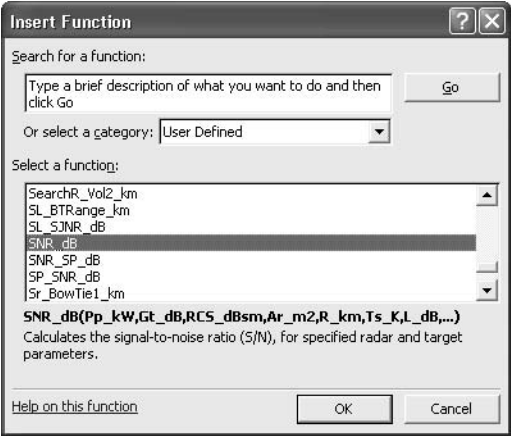 Insert Function
Search for a function:
Type a brief description of what you want to do and then
click Go
Go
Or select a category: User Defined
Select a function:
SearchR_Vol2_km
SL_BTRange_km
SL_SJNR_dB
SNR_dB
SNR_SP_dB
SP_SNR_dB
Sr_BowTie1_km
SNR_dB(Pp_kW,Gt_dB,RCS_dBsm,Ar_m2,R_km,Ts_K,L_dB,...)
Calculates the signal-to-noise ratio (S/N), for specified radar and target
parameters.
Help on this function
OK
Cancel